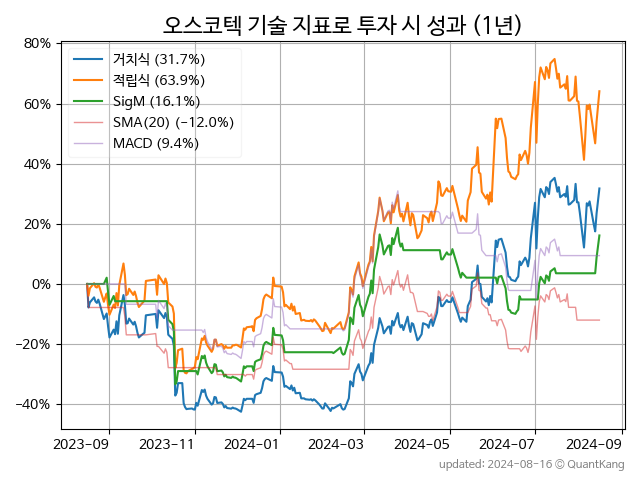 오스코텍 기술 지표로 투자 시 성과 (1년)
80%
60%
40%
20%
0%
−20%
−40%
거치식 (31.7%)
적립식 (63.9%)
SigM (16.1%)
SMA(20) (−12.0%)
MACD (9.4%)
2023-09 2023-11 2024-01 2024-03 2024-05 2024-07 2024-09
updated: 2024-08-16 © QuantKang